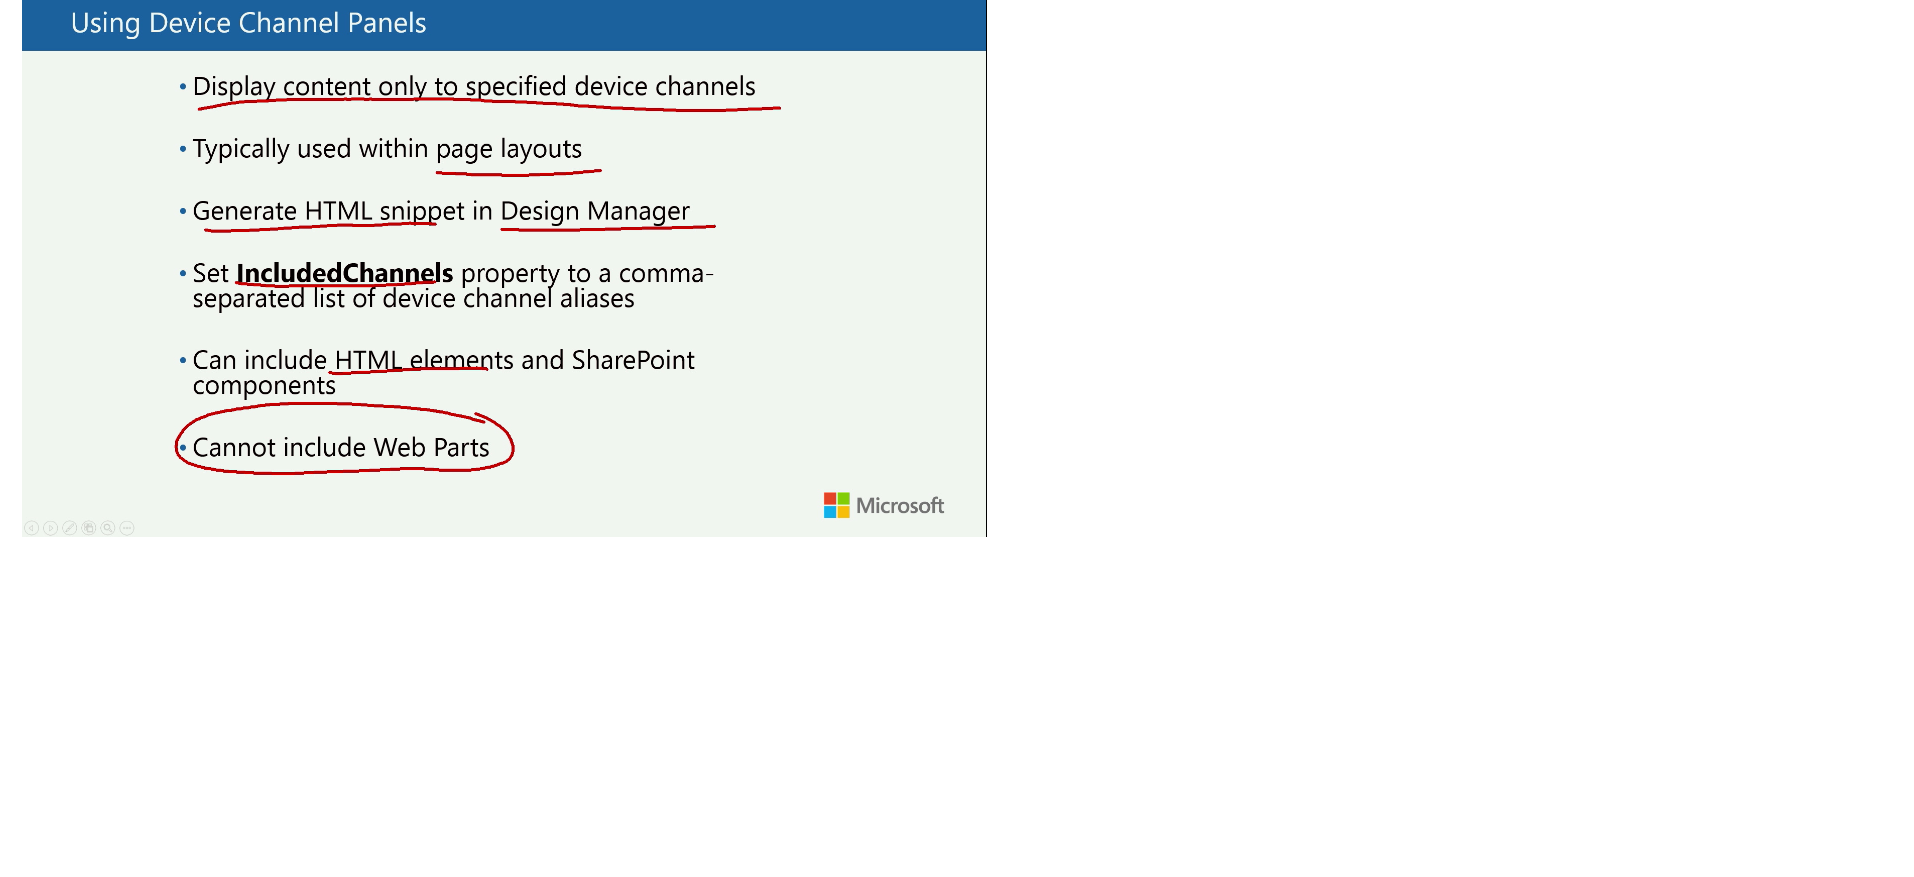 Using Device Channel Panels
• Display content only to specified device channels
• Typically used within page layouts
• Generate HTML snippet in Design Manager
• Set IncludedChannels property to a comma-
separated list of device channel aliases
• Can include HTML elements and SharePoint
components
• Cannot include Web Parts
Microsoft